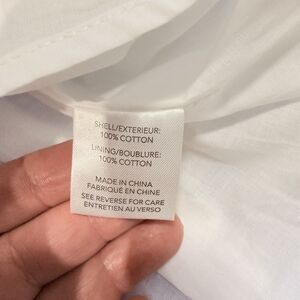 SHELL/EXTERIEUR:
100% COTTON
LINING/BOUBLURE:
100% COTTON
MADE IN CHINA
FABRIQUÉ EN CHINE
SEE REVERSE FOR CARE
ENTRETIEN AU VERSO